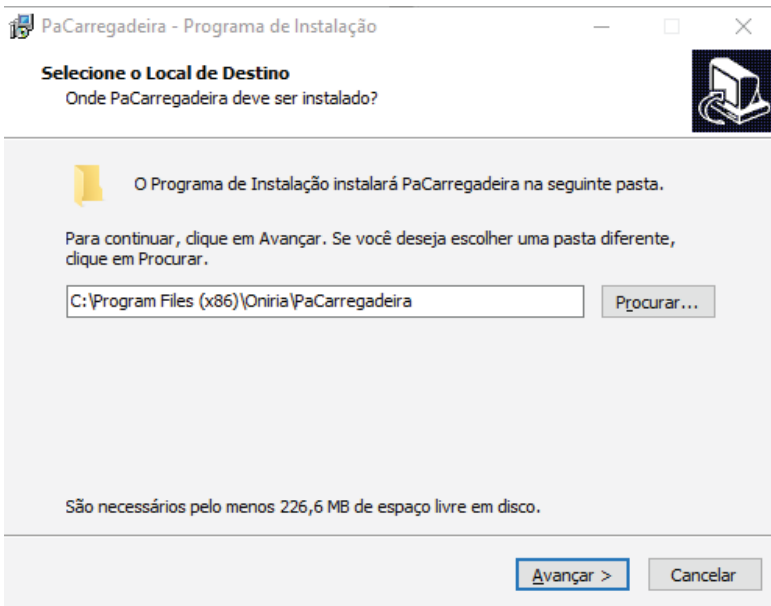 PaCarregadeira - Programa de Instalação
Selecione o Local de Destino
Onde PaCarregadeira deve ser instalado?
O Programa de Instalação instalará PaCarregadeira na seguinte pasta.
Para continuar, clique em Avançar. Se você deseja escolher uma pasta diferente,
clique em Procurar.
C:\Program Files (x86)\Oniria\PaCarregadeira
Procurar...
São necessários pelo menos 226,6 MB de espaço livre em disco.
Avançar >
Cancelar